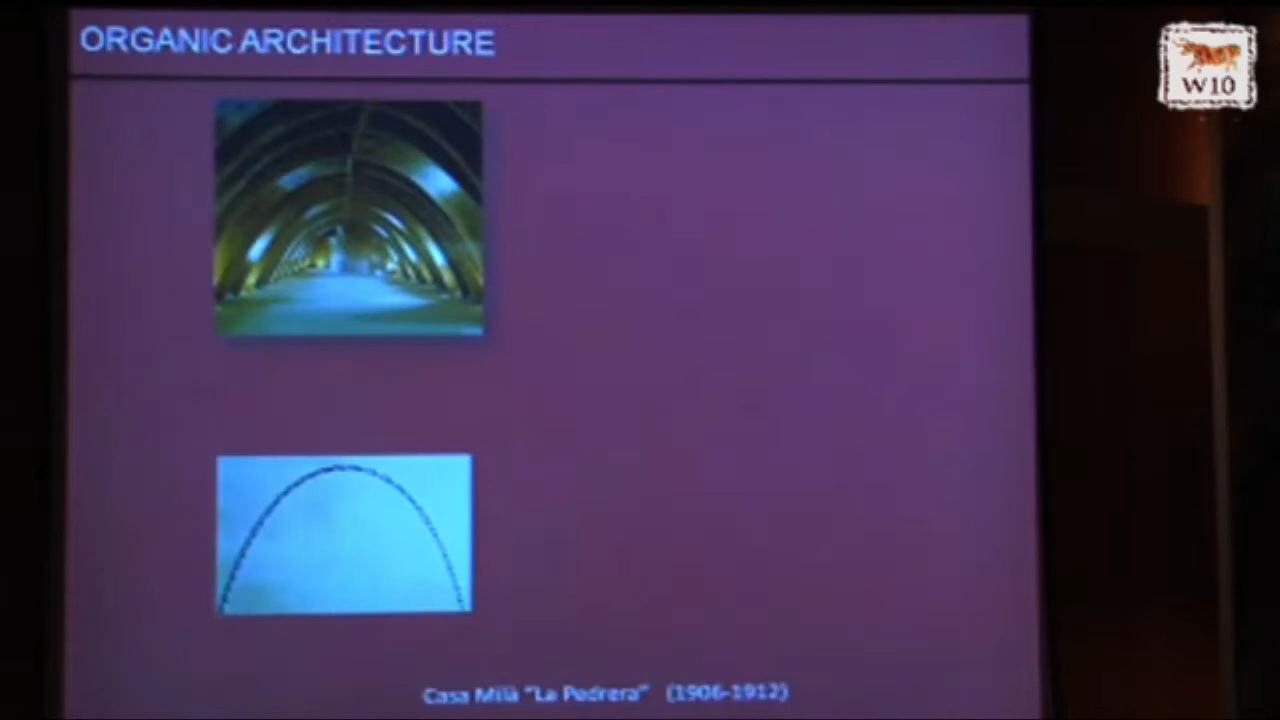 ORGANIC ARCHITECTURE
W10
Casa Milà "La Pedrera" (1906-1912)